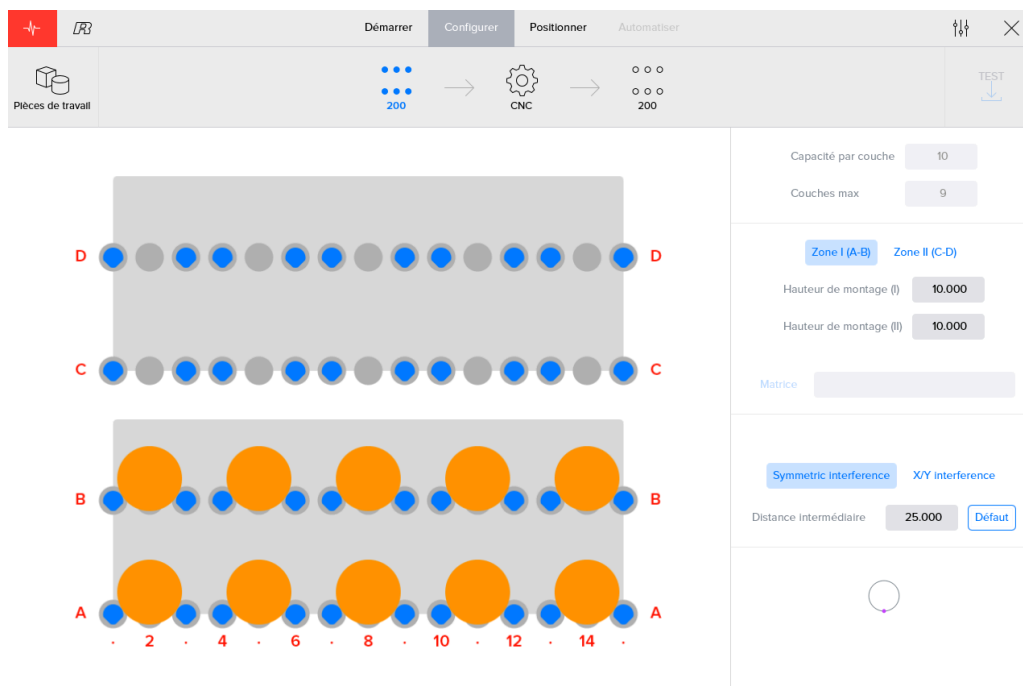 Démarrer Configurer Positionner Automatiser
Pièces de travail
200
CNC
200
TEST
Capacité par couche 10
Couches max 9
Zone I (A-B) Zone II (C-D)
Hauteur de montage (I) 10.000
Hauteur de montage (II) 10.000
Matrice
Symmetric interference X/Y interference
Distance intermédiaire 25.000 Défaut
D D
C C
B B
A A
· 2 · 4 · 6 · 8 · 10 · 12 · 14 ·